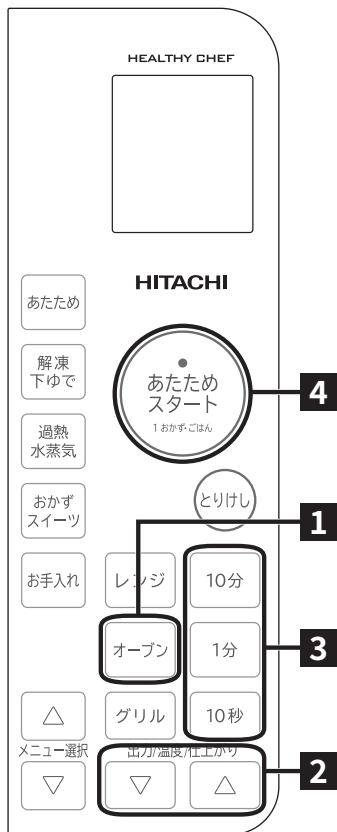 HEALTHY CHEF
HITACHI
あたため
あたため
スタート
1 おかず・ごはん
4
解凍
下ゆで
過熱
水蒸気
おかず
スイーツ
とりけし
1
お手入れ
レンジ
10分
オーブン
1分
3
グリル
10秒
メニュー選択
出力/温度/仕上がり
2